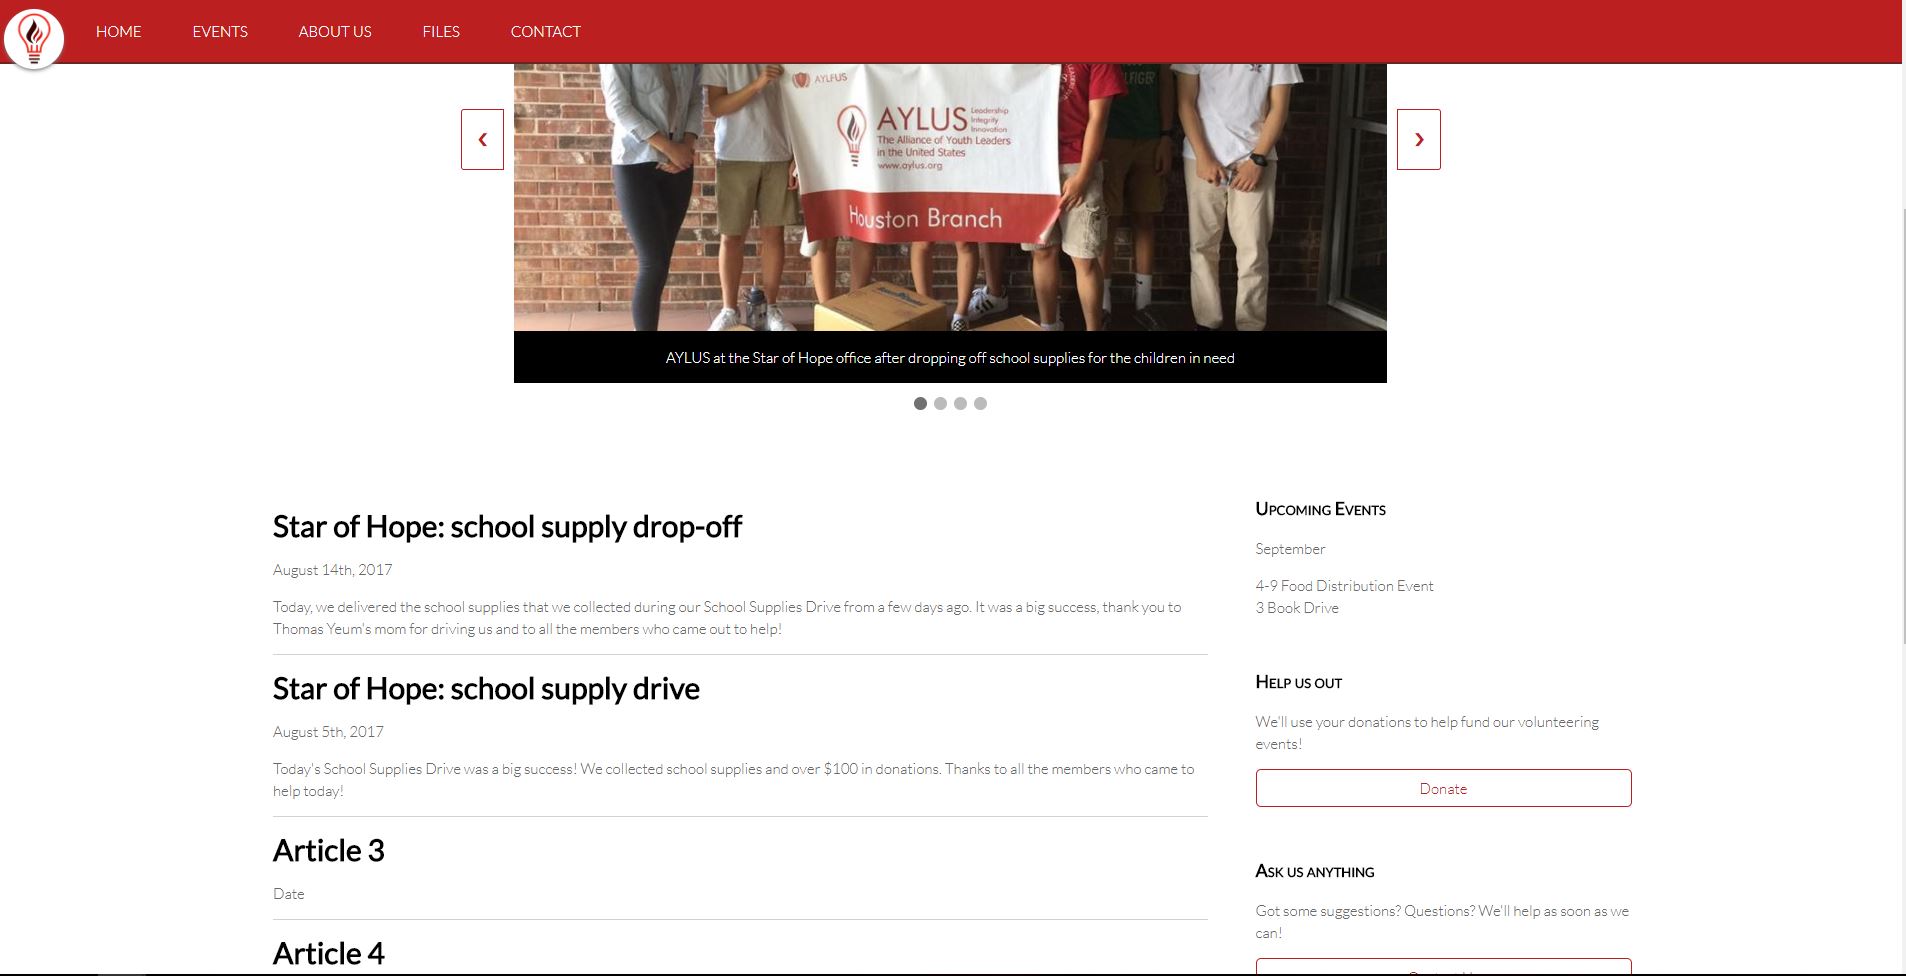 HOME
EVENTS
ABOUT US
FILES
CONTACT
AYLFUS
AYLUS
Leadership
Integrity
Innovation
The Alliance of Youth Leaders
in the United States
www.aylus.org
Houston Branch
AYLUS at the Star of Hope office after dropping off school supplies for the children in need
Star of Hope: school supply drop-off
August 14th, 2017
Today, we delivered the school supplies that we collected during our School Supplies Drive from a few days ago. It was a big success, thank you to
Thomas Yeum's mom for driving us and to all the members who came out to help!
Star of Hope: school supply drive
August 5th, 2017
Today's School Supplies Drive was a big success! We collected school supplies and over $100 in donations. Thanks to all the members who came to
help today!
Article 3
Date
Article 4
UPCOMING EVENTS
September
4-9 Food Distribution Event
3 Book Drive
HELP US OUT
We'll use your donations to help fund our volunteering
events!
Donate
ASK US ANYTHING
Got some suggestions? Questions? We'll help as soon as we
can!